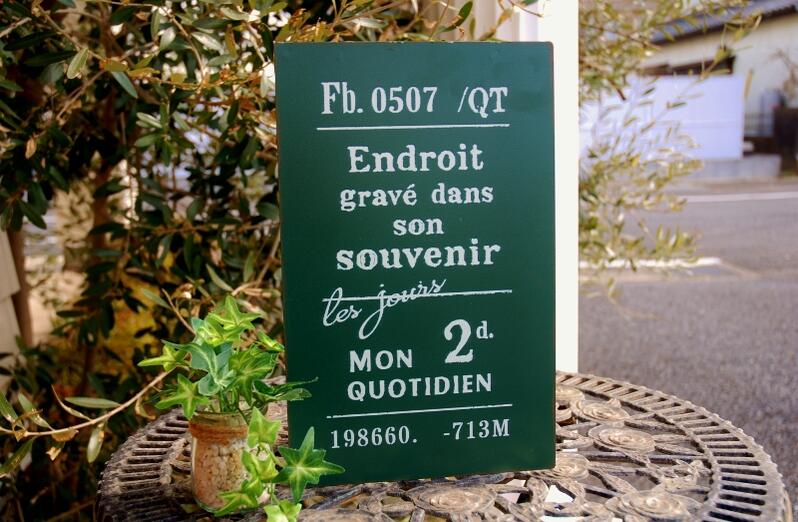 Fb. 0507 /QT
Endroit
gravé dans
son
souvenir
les jours
MON 2d.
QUOTIDIEN
198660. -713M